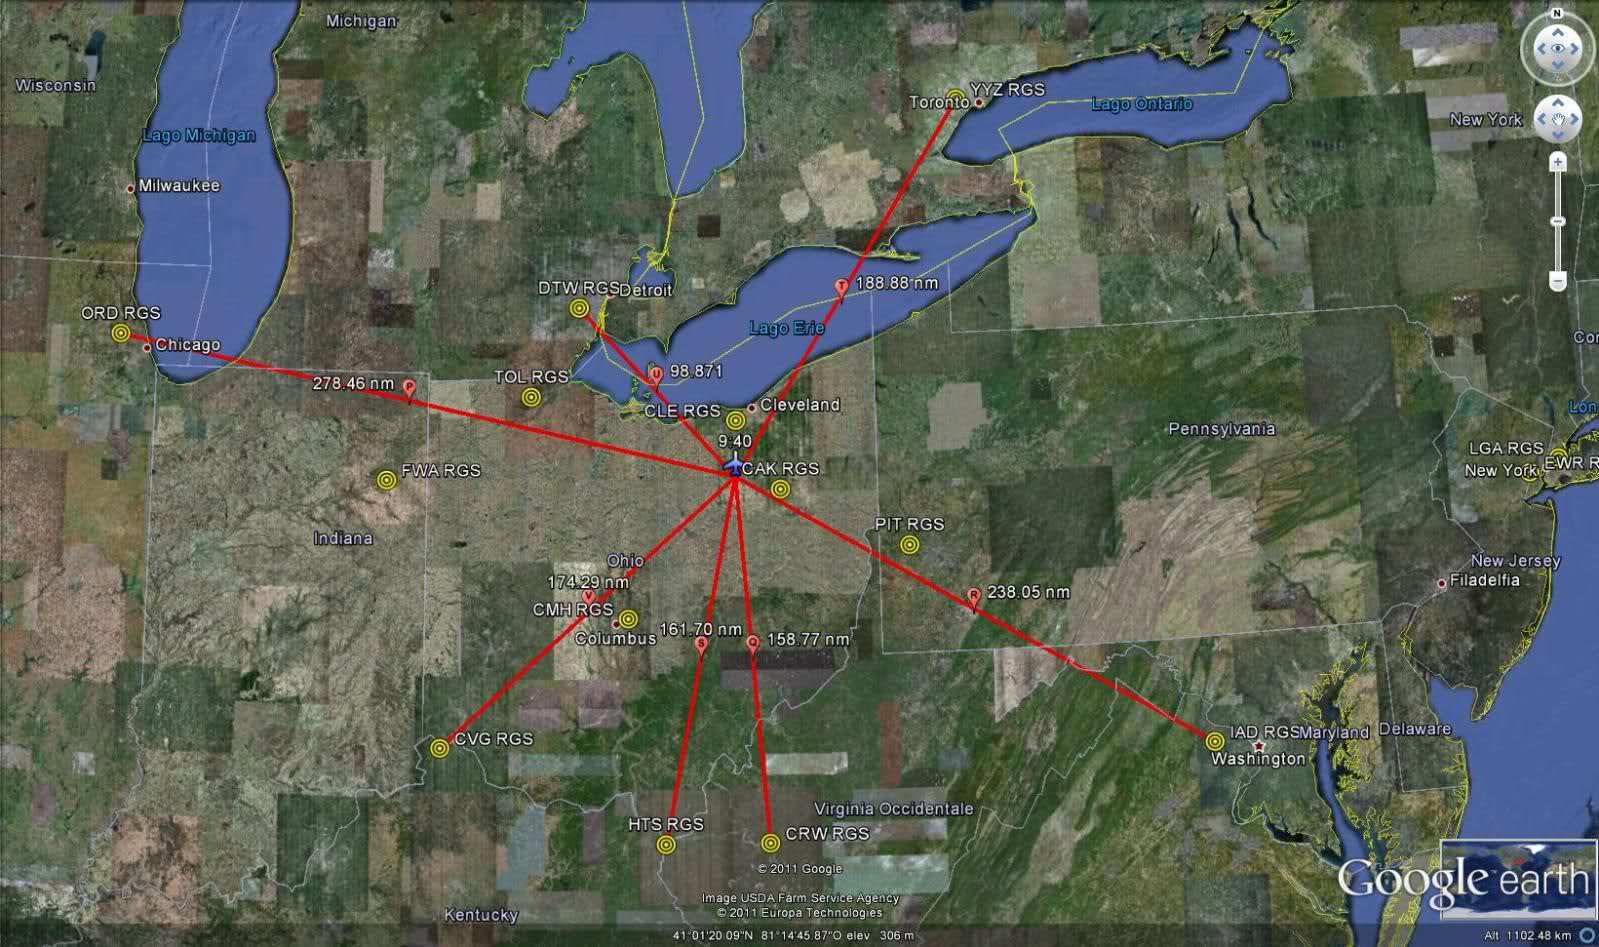 Michigan
N
Wisconsin
YYZ RGS
Toronto
Lago Ontario
New York
Lago Michigan
Milwaukee
DTW RGS
Detroit
T
188.88 nm
ORD RGS
Chicago
Lago Erie
278.46 nm
P
TOL RGS
U
98.871
CLE RGS
Cleveland
9:40
Pennsylvania
LGA RGS
New York
EWR R
FWA RGS
CAK RGS
PIT RGS
Indiana
Ohio
New Jersey
Filadelfia
174.29 nm
V
R
238.05 nm
CMH RGS
Columbus
161.70 nm
S
Q
158.77 nm
CVG RGS
IAD RGS
Maryland
Delaware
Washington
Virginia Occidentale
HTS RGS
CRW RGS
© 2011 Google
Kentucky
Image USDA Farm Service Agency
© 2011 Europa Technologies
Google earth
41°01'20.09"N 81°14'45.87"O elev 306 m
Alt 1102.48 km